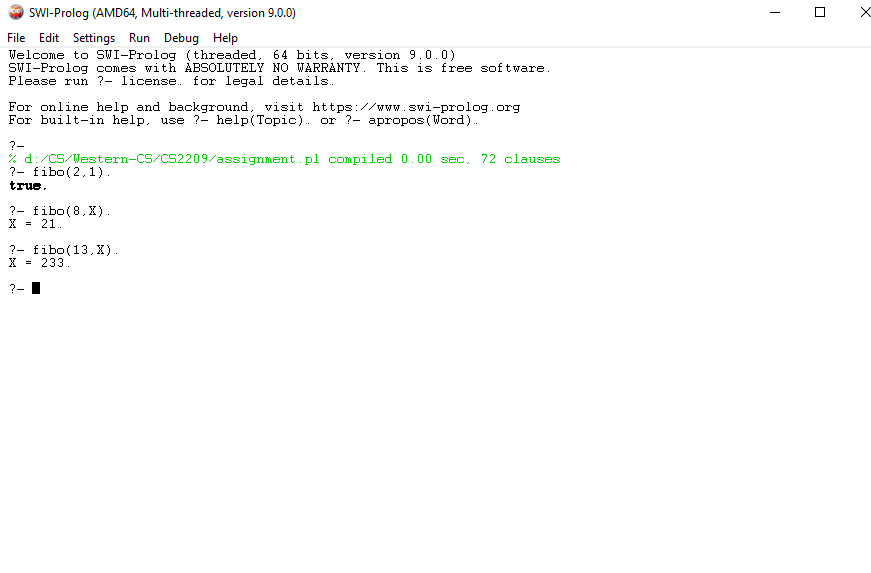 SWI-Prolog (AMD64, Multi-threaded, version 9.0.0)
File Edit Settings Run Debug Help
Welcome to SWI-Prolog (threaded, 64 bits, version 9.0.0)
SWI-Prolog comes with ABSOLUTELY NO WARRANTY. This is free software.
Please run ?- license. for legal details.
For online help and background, visit https://www.swi-prolog.org
For built-in help, use ?- help(Topic). or ?- apropos(Word).
?-
% d:/CS/Western-CS/CS2209/assignment.pl compiled 0.00 sec, 72 clauses
?- fibo(2,1).
true.
?- fibo(8,X).
X = 21.
?- fibo(13,X).
X = 233.
?-